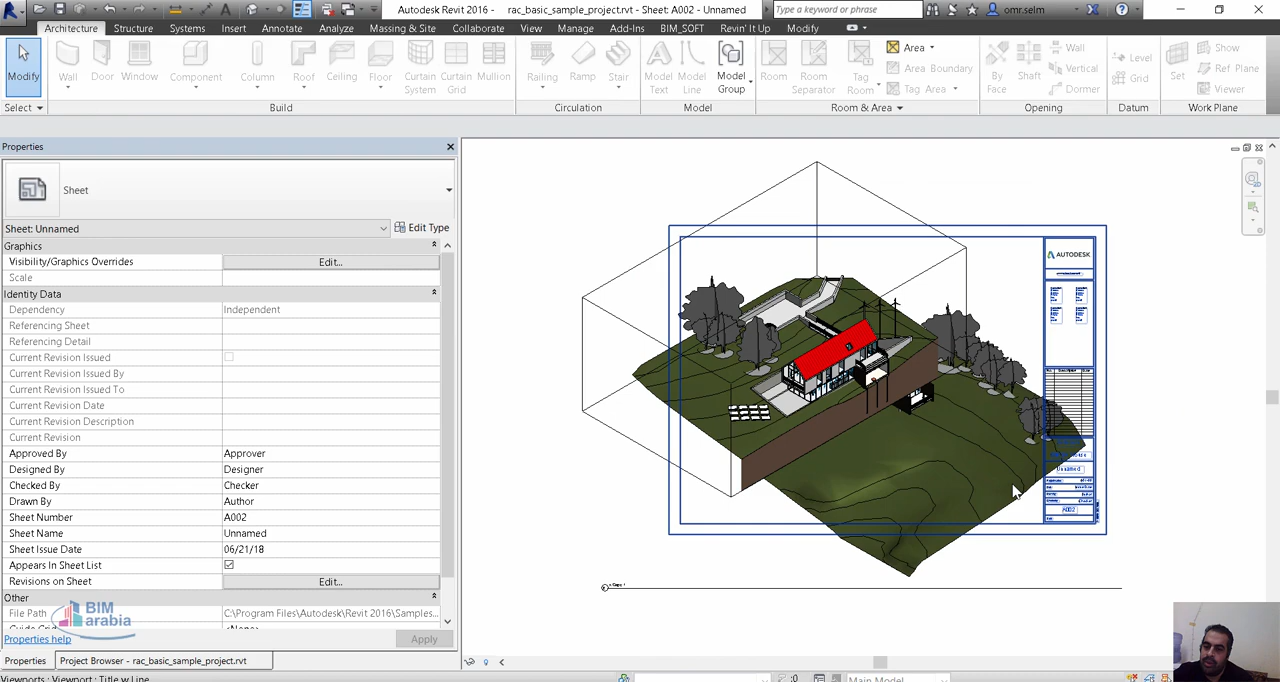 Autodesk Revit 2016 - rac_basic_sample_project.rvt - Sheet: A002 - Unnamed
Type a keyword or phrase
omr.selm
Architecture Structure Systems Insert Annotate Analyze Massing & Site Collaborate View Manage Add-Ins BIM_SOFT Revin' It Up Modify
Modify
Wall
Door
Window
Component
Column
Roof
Ceiling
Floor
Curtain System
Curtain Grid
Mullion
Railing
Ramp
Stair
Model Text
Model Line
Model Group
Room
Room Separator
Tag Room
Area
Area Boundary
Tag Area
By Face
Shaft
Wall
Vertical
Dormer
Level
Grid
Set
Show
Ref Plane
Viewer
Select
Build
Circulation
Model
Room & Area
Opening
Datum
Work Plane
Properties
Sheet
Sheet: Unnamed
Edit Type
Graphics
Visibility/Graphics Overrides Edit...
Scale
Identity Data
Dependency Independent
Referencing Sheet
Referencing Detail
Current Revision Issued
Current Revision Issued By
Current Revision Issued To
Current Revision Date
Current Revision Description
Current Revision
Approved By Approver
Designed By Designer
Checked By Checker
Drawn By Author
Sheet Number A002
Sheet Name Unnamed
Sheet Issue Date 06/21/18
Appears In Sheet List
Revisions on Sheet Edit...
Other
File Path C:\Program Files\Autodesk\Revit 2016\Samples...
BIM
arabia
Properties help
Apply
Properties
Project Browser - rac_basic_sample_project.rvt
AUTODESK
Unnamed
A002
Viewports : Viewport : Title w Line
:0
Main Model